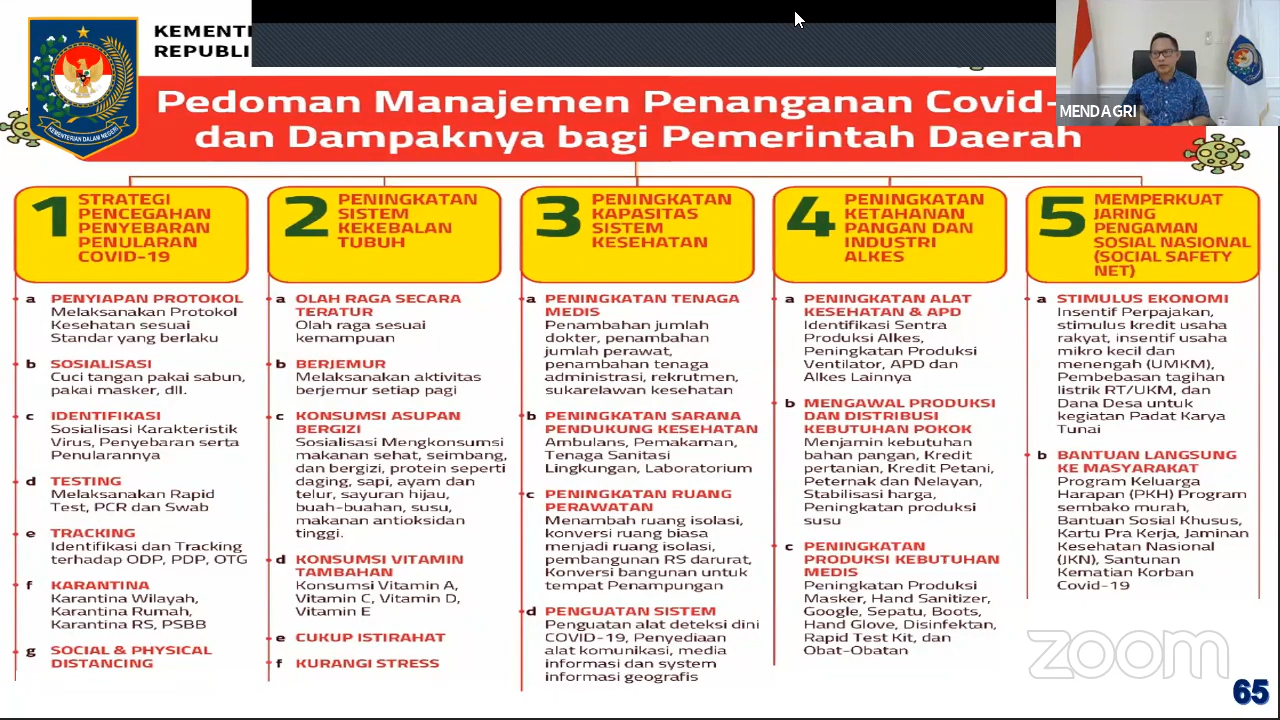 KEMENTERIAN DALAM NEGERI
KEMENT
REPUBLI
Pedoman Manajemen Penanganan Covid-
dan Dampaknya bagi Pemerintah Daerah
MENDAGRI
1
STRATEGI
PENCEGAHAN
PENYEBARAN
PENULARAN
COVID-19
a PENYIAPAN PROTOKOL
Melaksanakan Protokol
Kesehatan sesuai
Standar yang berlaku
b SOSIALISASI
Cuci tangan pakai sabun,
pakai masker, dll.
c IDENTIFIKASI
Sosialisasi Karakteristik
Virus, Penyebaran serta
Penularannya
d TESTING
Melaksanakan Rapid
Test, PCR dan Swab
e TRACKING
Identifikasi dan Tracking
terhadap ODP, PDP, OTG
f KARANTINA
Karantina Wilayah,
Karantina Rumah,
Karantina RS, PSBB
g SOCIAL & PHYSICAL
DISTANCING
2
PENINGKATAN
SISTEM
KEKEBALAN
TUBUH
a OLAH RAGA SECARA
TERATUR
Olah raga sesuai
kemampuan
b BERJEMUR
Melaksanakan aktivitas
berjemur setiap pagi
c KONSUMSI ASUPAN
BERGIZI
Sosialisasi Mengkonsumsi
makanan sehat, seimbang,
dan bergizi, protein seperti
daging, sapi, ayam dan
telur, sayuran hijau,
buah-buahan, susu,
makanan antioksidan
tinggi.
d KONSUMSI VITAMIN
TAMBAHAN
Konsumsi Vitamin A,
Vitamin C, Vitamin D,
Vitamin E
e CUKUP ISTIRAHAT
f KURANGI STRESS
3
PENINGKATAN
KAPASITAS
SISTEM
KESEHATAN
a PENINGKATAN TENAGA
MEDIS
Penambahan jumlah
dokter, penambahan
jumlah perawat,
penambahan tenaga
administrasi, rekrutmen,
sukarelawan kesehatan
b PENINGKATAN SARANA
PENDUKUNG KESEHATAN
Ambulans, Pemakaman,
Tenaga Sanitasi
Lingkungan, Laboratorium
c PENINGKATAN RUANG
PERAWATAN
Menambah ruang isolasi,
konversi ruang biasa
menjadi ruang isolasi,
pembangunan RS darurat,
Konversi bangunan untuk
tempat Penampungan
d PENGUATAN SISTEM
Penguatan alat deteksi dini
COVID-19, Penyediaan
alat komunikasi, media
informasi dan system
informasi geografis
4
PENINGKATAN
KETAHANAN
PANGAN DAN
INDUSTRI
ALKES
a PENINGKATAN ALAT
KESEHATAN & APD
Identifikasi Sentra
Produksi Alkes,
Peningkatan Produksi
Ventilator, APD dan
Alkes Lainnya
b MENGAWAL PRODUKSI
DAN DISTRIBUSI
KEBUTUHAN POKOK
Menjamin kebutuhan
bahan pangan, Kredit
pertanian, Kredit Petani,
Peternak dan Nelayan,
Stabilisasi harga,
Peningkatan produksi
susu
c PENINGKATAN
PRODUKSI KEBUTUHAN
MEDIS
Peningkatan Produksi
Masker, Hand Sanitizer,
Google, Sepatu, Boots,
Hand Glove, Disinfektan,
Rapid Test Kit, dan
Obat-Obatan
5
MEMPERKUAT
JARING
PENGAMAN
SOSIAL NASIONAL
(SOCIAL SAFETY
NET)
a STIMULUS EKONOMI
Insentif Perpajakan,
stimulus kredit usaha
rakyat, insentif usaha
mikro kecil dan
menengah (UMKM),
Pembebasan tagihan
listrik RT/UKM, dan
Dana Desa untuk
kegiatan Padat Karya
Tunai
b BANTUAN LANGSUNG
KE MASYARAKAT
Program Keluarga
Harapan (PKH) Program
sembako murah,
Bantuan Sosial Khusus,
Kartu Pra Kerja, Jaminan
Kesehatan Nasional
(JKN), Santunan
Kematian Korban
Covid-19
zoom
65